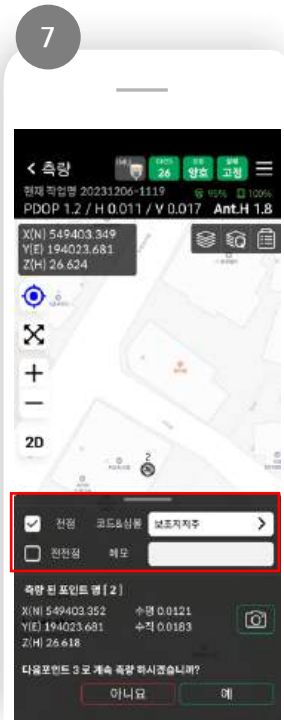 7
< 측량
26
양호
고정
현재 작업명 20231206-1119 95% 100%
PDOP 1.2 / H 0.011 / V 0.017 Ant.H 1.8
X(N) 549403.349
Y(E) 194023.681
Z(H) 26.624
2D
2
전점 코드&심볼 보조지지주 >
전전점 메모
측량 된 포인트 명 [ 2 ]
X(N) 549403.352 수평 0.0121
Y(E) 194023.681 수직 0.0183
Z(H) 26.618
다음포인트 3 로 계속 측량 하시겠습니까?
아니요 예